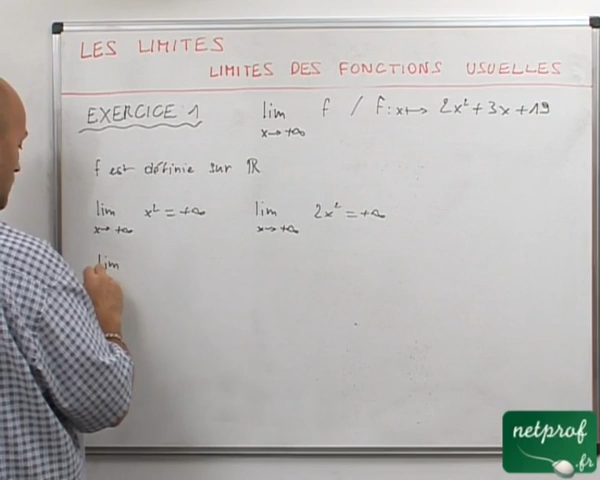 LES LIMITES
LIMITES DES FONCTIONS USUELLES
EXERCICE 1 lim f / f: x ↦ 2x² + 3x + 19
x→+∞
f est définie sur ℝ
lim x² = +∞ lim 2x² = +∞
x→+∞ x→+∞
lim
netprof
.fr